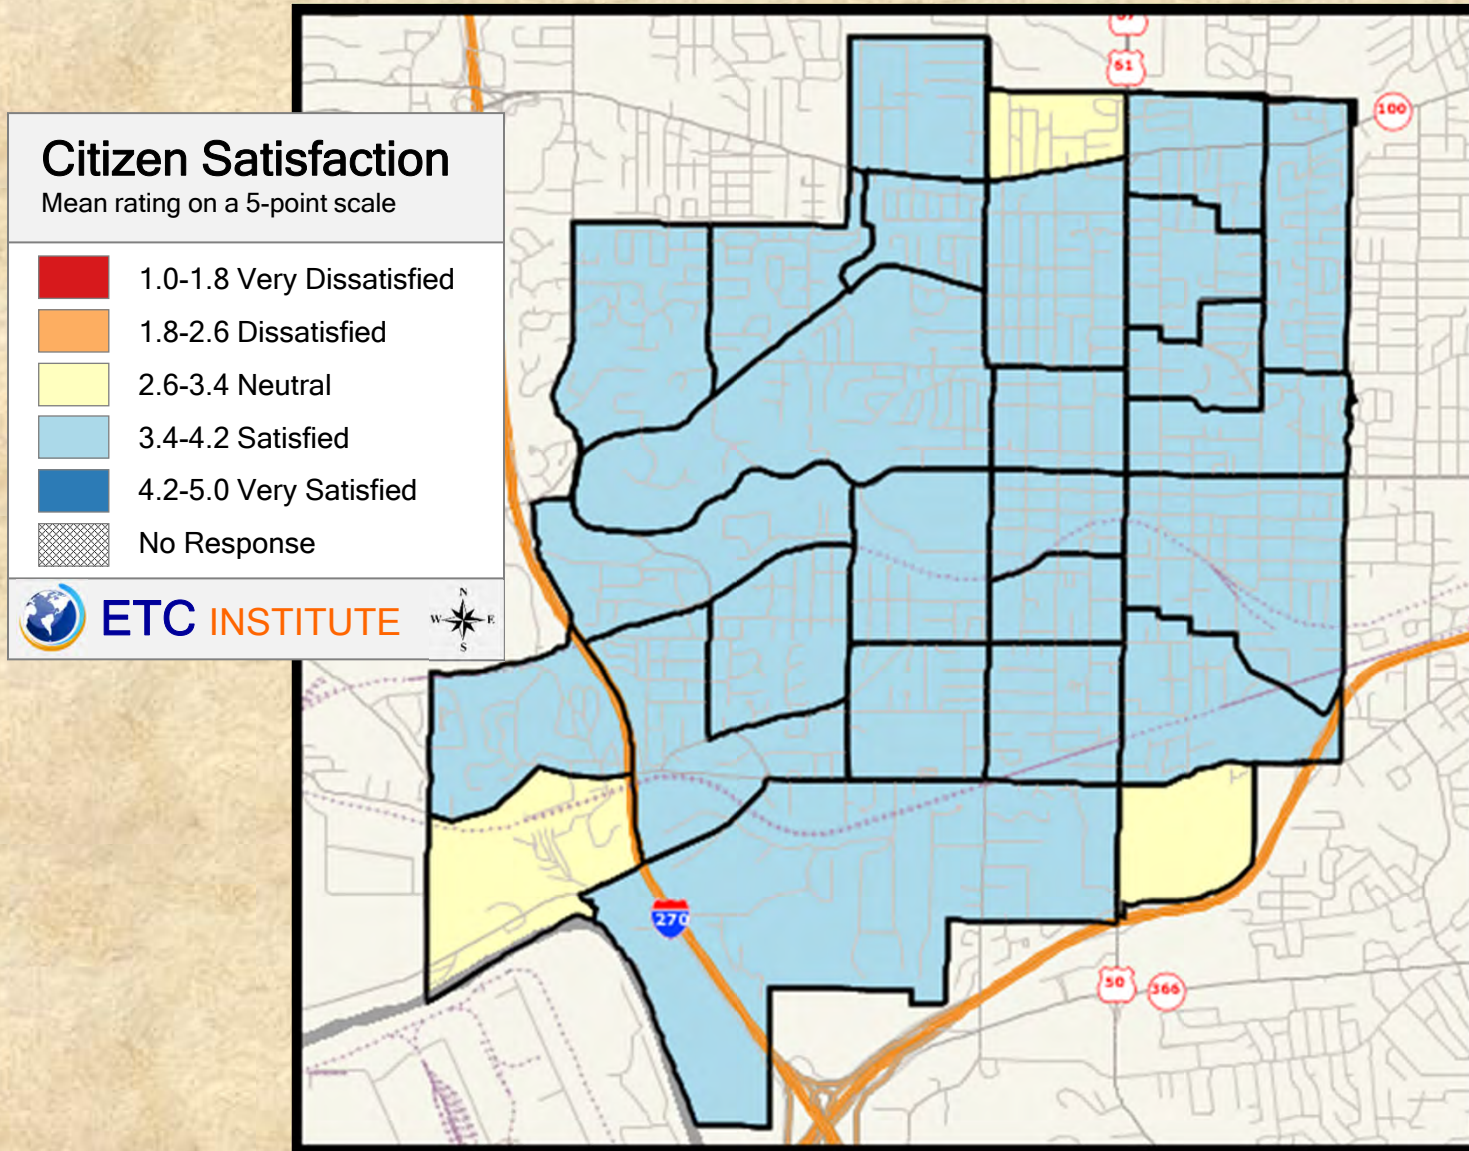 61
100
Citizen Satisfaction
Mean rating on a 5-point scale
1.0-1.8 Very Dissatisfied
1.8-2.6 Dissatisfied
2.6-3.4 Neutral
3.4-4.2 Satisfied
4.2-5.0 Very Satisfied
No Response
ETC INSTITUTE
N
W E
S
270
50 366